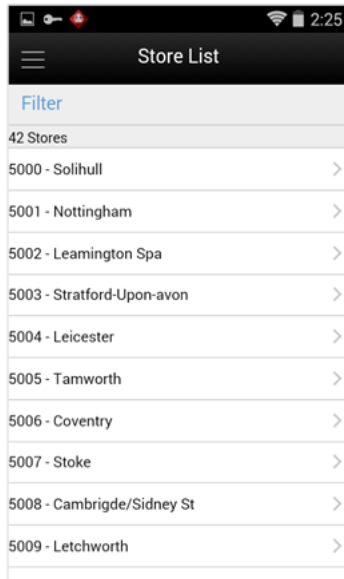 2:25
Store List
Filter
42 Stores
5000 - Solihull
5001 - Nottingham
5002 - Leamington Spa
5003 - Stratford-Upon-avon
5004 - Leicester
5005 - Tamworth
5006 - Coventry
5007 - Stoke
5008 - Cambrigde/Sidney St
5009 - Letchworth